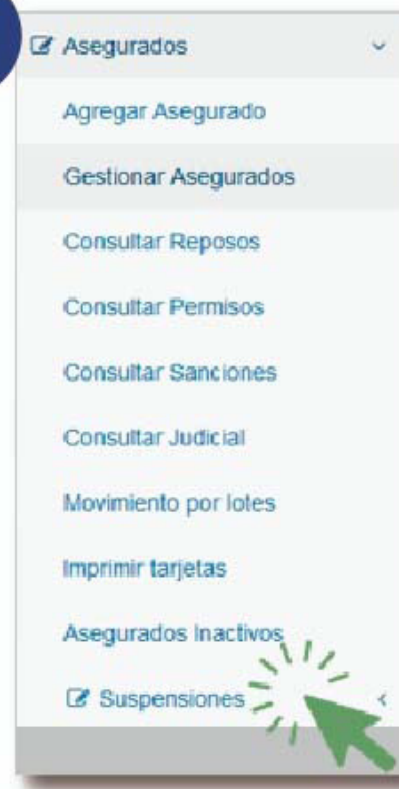 Asegurados
Agregar Asegurado
Gestionar Asegurados
Consultar Reposos
Consultar Permisos
Consultar Sanciones
Consultar Judicial
Movimiento por lotes
Imprimir tarjetas
Asegurados Inactivos
Suspensiones